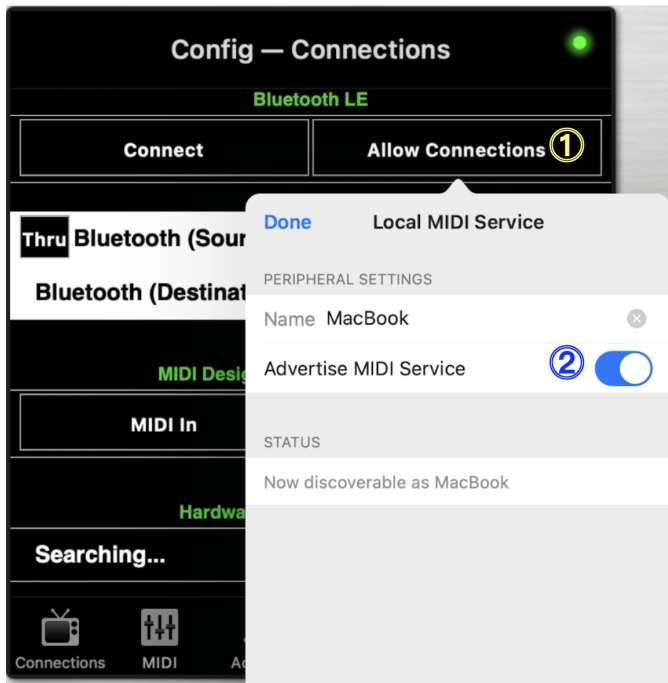 Config — Connections
Bluetooth LE
Connect
Allow Connections ①
Done
Local MIDI Service
Thru Bluetooth (Sour
PERIPHERAL SETTINGS
Name MacBook
Bluetooth (Destinat
Advertise MIDI Service ②
MIDI Desig
MIDI In
STATUS
Now discoverable as MacBook
Hardwa
Searching...
Connections
MIDI
Ac